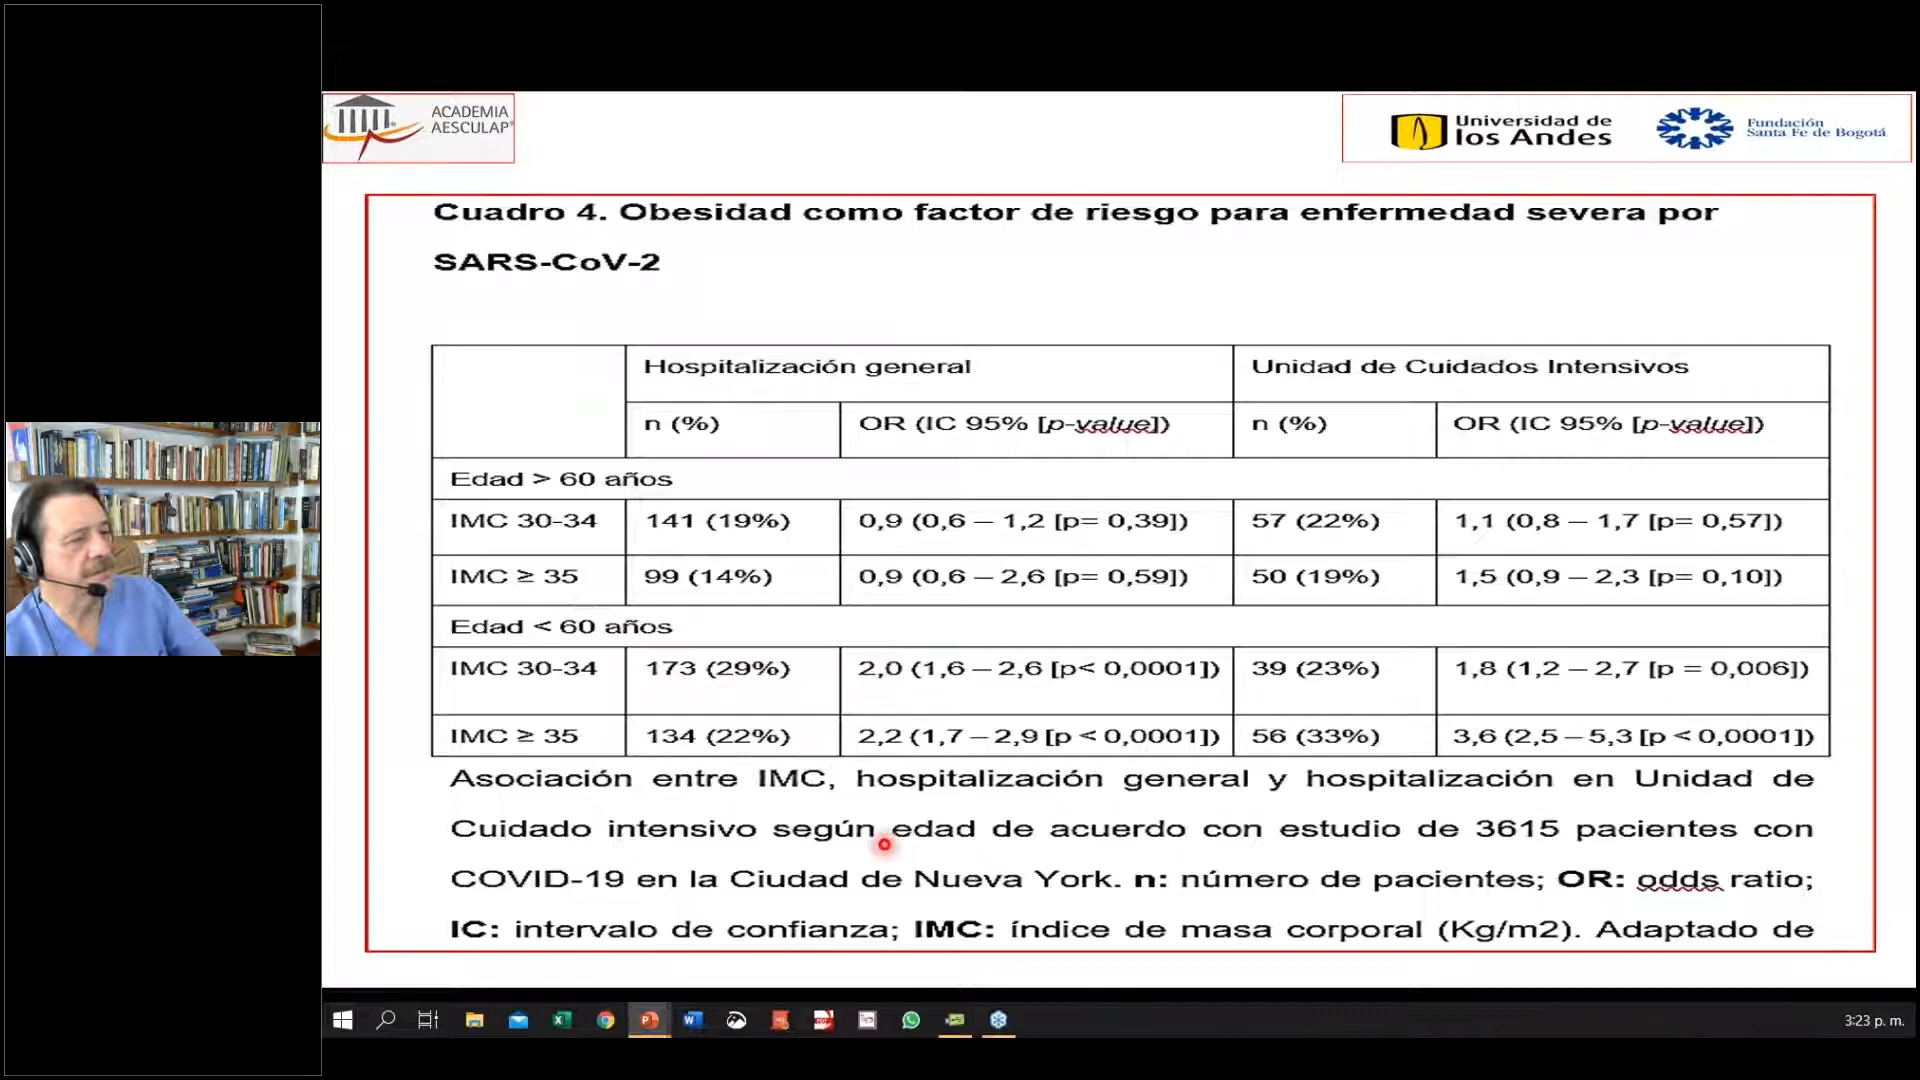 ACADEMIA
AESCULAP®
Universidad de
los Andes
Fundación
Santa Fe de Bogotá
Cuadro 4. Obesidad como factor de riesgo para enfermedad severa por
SARS-CoV-2
Hospitalización general Unidad de Cuidados Intensivos
n (%) OR (IC 95% [p-value]) n (%) OR (IC 95% [p-value])
Edad > 60 años
IMC 30-34 141 (19%) 0,9 (0,6 – 1,2 [p= 0,39]) 57 (22%) 1,1 (0,8 – 1,7 [p= 0,57])
IMC ≥ 35 99 (14%) 0,9 (0,6 – 2,6 [p= 0,59]) 50 (19%) 1,5 (0,9 – 2,3 [p= 0,10])
Edad < 60 años
IMC 30-34 173 (29%) 2,0 (1,6 – 2,6 [p< 0,0001]) 39 (23%) 1,8 (1,2 – 2,7 [p = 0,006])
IMC ≥ 35 134 (22%) 2,2 (1,7 – 2,9 [p < 0,0001]) 56 (33%) 3,6 (2,5 – 5,3 [p < 0,0001])
Asociación entre IMC, hospitalización general y hospitalización en Unidad de
Cuidado intensivo según edad de acuerdo con estudio de 3615 pacientes con
COVID-19 en la Ciudad de Nueva York. n: número de pacientes; OR: odds ratio;
IC: intervalo de confianza; IMC: índice de masa corporal (Kg/m2). Adaptado de
3:23 p. m.